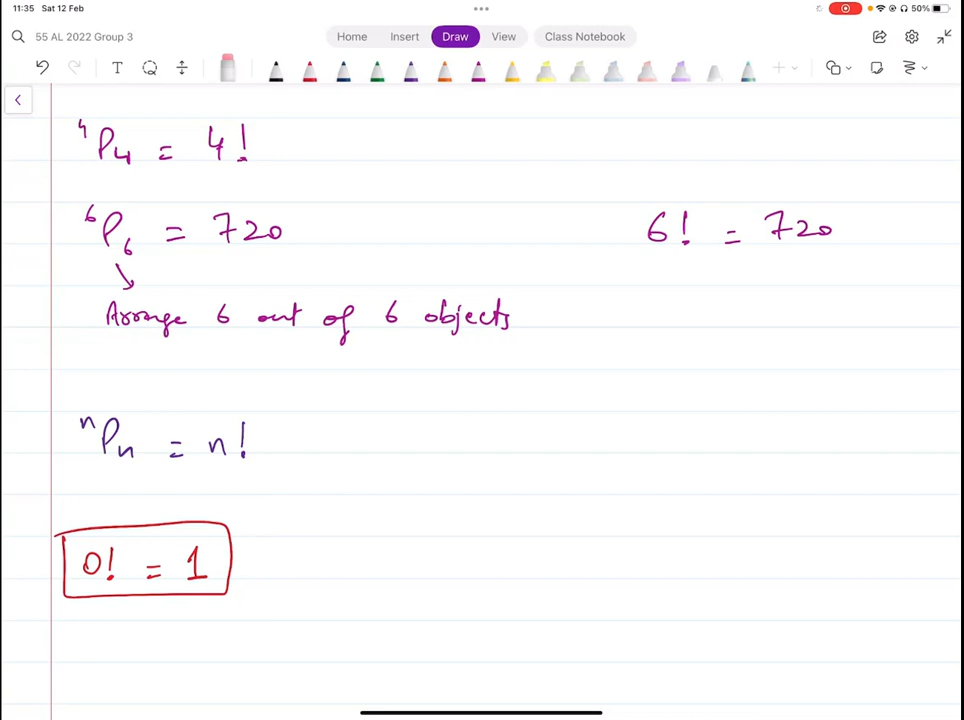 11:35 Sat 12 Feb
50%
55 AL 2022 Group 3
Home Insert Draw View Class Notebook
⁴P₄ = 4!
⁶P₆ = 720 6! = 720
Arrange 6 out of 6 objects
ⁿPₙ = n!
0! = 1